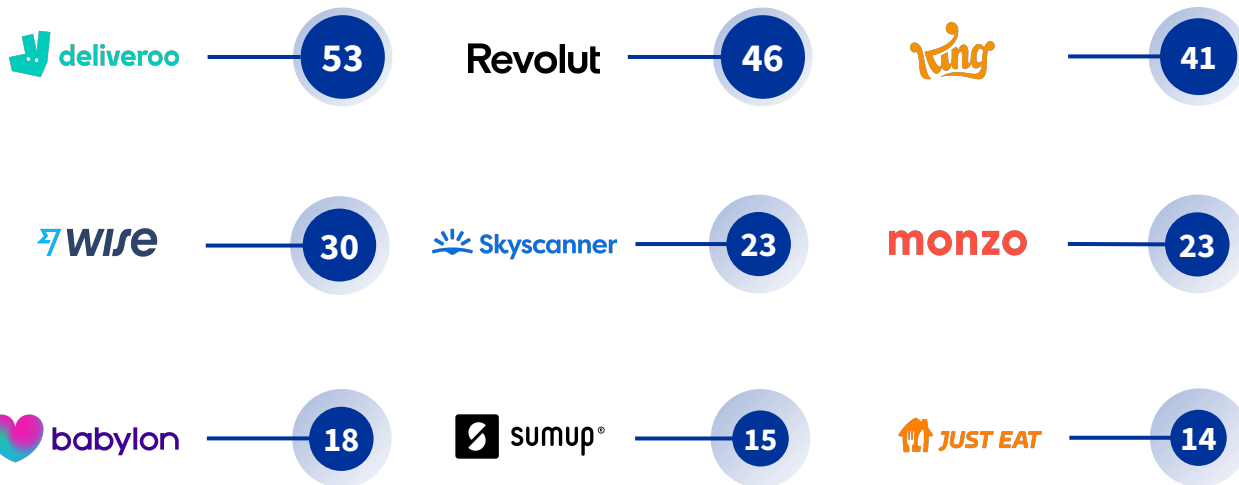 deliveroo 53 Revolut 46 King 41
WISE 30 Skyscanner 23 monzo 23
babylon 18 sumup® 15 JUST EAT 14